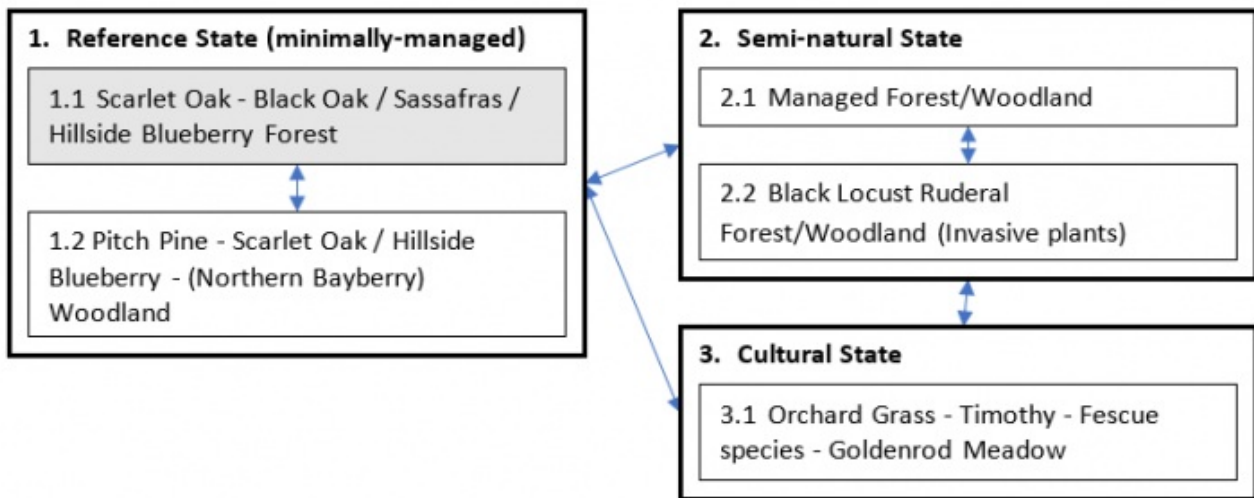 1. Reference State (minimally-managed)
1.1 Scarlet Oak - Black Oak / Sassafras /
Hillside Blueberry Forest
1.2 Pitch Pine - Scarlet Oak / Hillside
Blueberry - (Northern Bayberry)
Woodland
2. Semi-natural State
2.1 Managed Forest/Woodland
2.2 Black Locust Ruderal
Forest/Woodland (Invasive plants)
3. Cultural State
3.1 Orchard Grass - Timothy - Fescue
species - Goldenrod Meadow